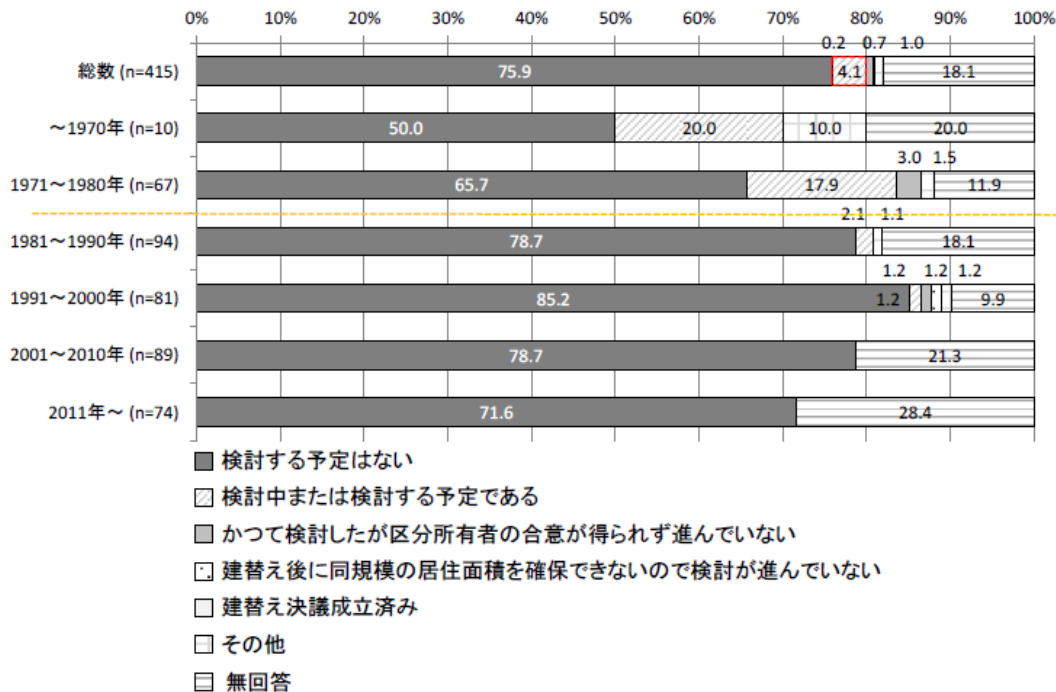 0% 10% 20% 30% 40% 50% 60% 70% 80% 90% 100%
0.2 0.7 1.0
総数 (n=415) 75.9 4.1 18.1
～1970年 (n=10) 50.0 20.0 10.0 20.0
3.0 1.5
1971～1980年 (n=67) 65.7 17.9 11.9
2.1 1.1
1981～1990年 (n=94) 78.7 18.1
1.2 1.2 1.2
1991～2000年 (n=81) 85.2 1.2 9.9
2001～2010年 (n=89) 78.7 21.3
2011年～ (n=74) 71.6 28.4
検討する予定はない
検討中または検討する予定である
かつて検討したが区分所有者の合意が得られず進んでいない
建替え後に同規模の居住面積を確保できないので検討が進んでいない
建替え決議成立済み
その他
無回答